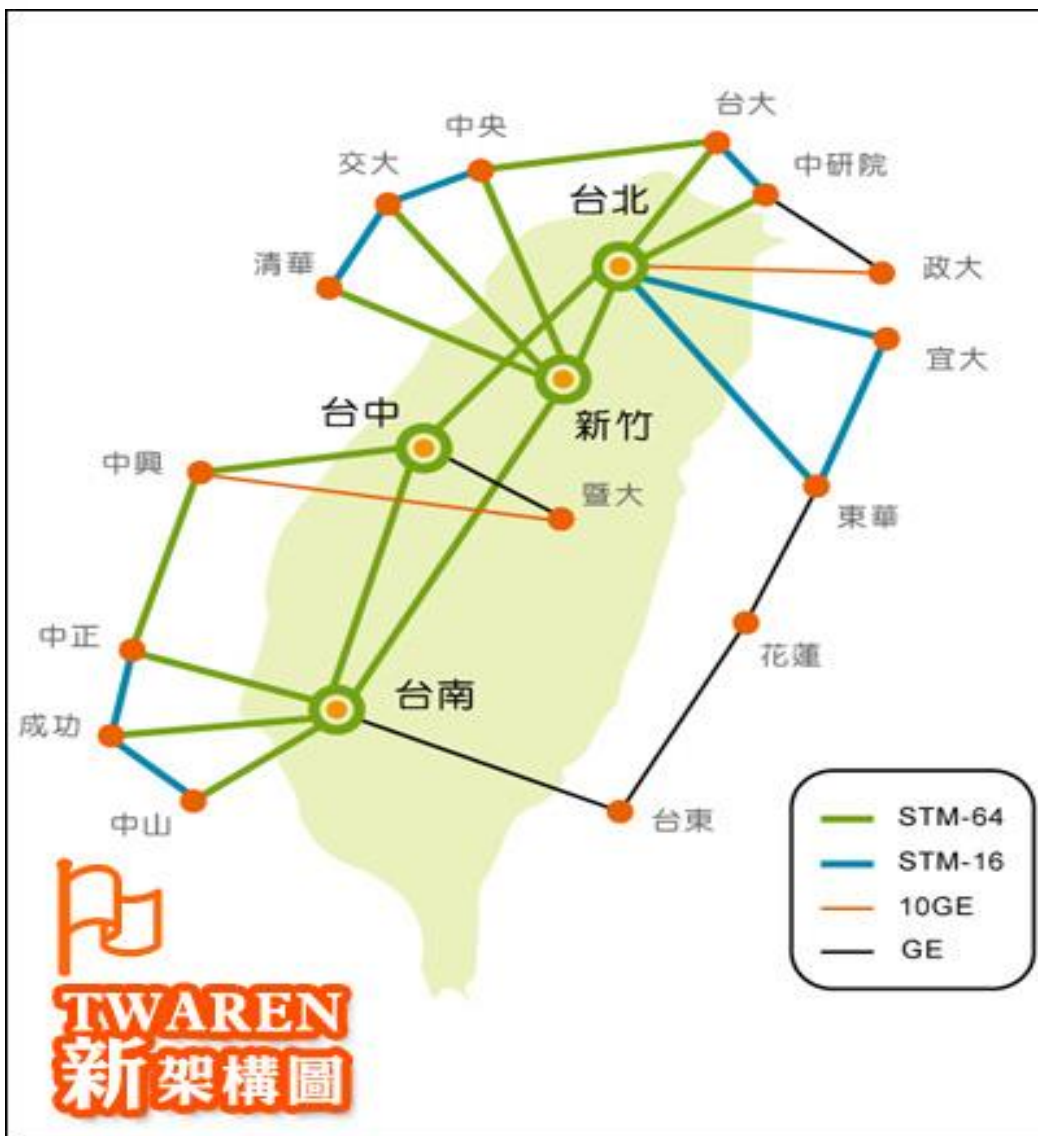 台大
中央
中研院
交大
台北
清華
政大
宜大
台中
新竹
中興
暨大
東華
中正
花蓮
台南
成功
台東
中山
STM-64
STM-16
10GE
GE
TWAREN
新架構圖